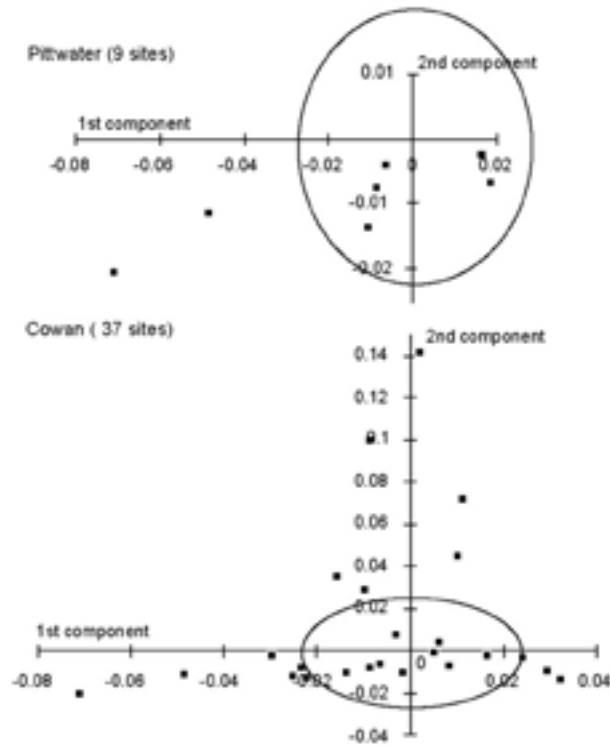 Pittwater (9 sites)
2nd component
0.01
1st component
-0.08 -0.06 -0.04 -0.02 0 0.02
-0.01
-0.02
Cowan ( 37 sites)
2nd component
0.14
0.12
0.1
0.08
0.06
0.04
0.02
1st component
0
-0.08 -0.06 -0.04 -0.02 0.02 0.04
-0.02
-0.04